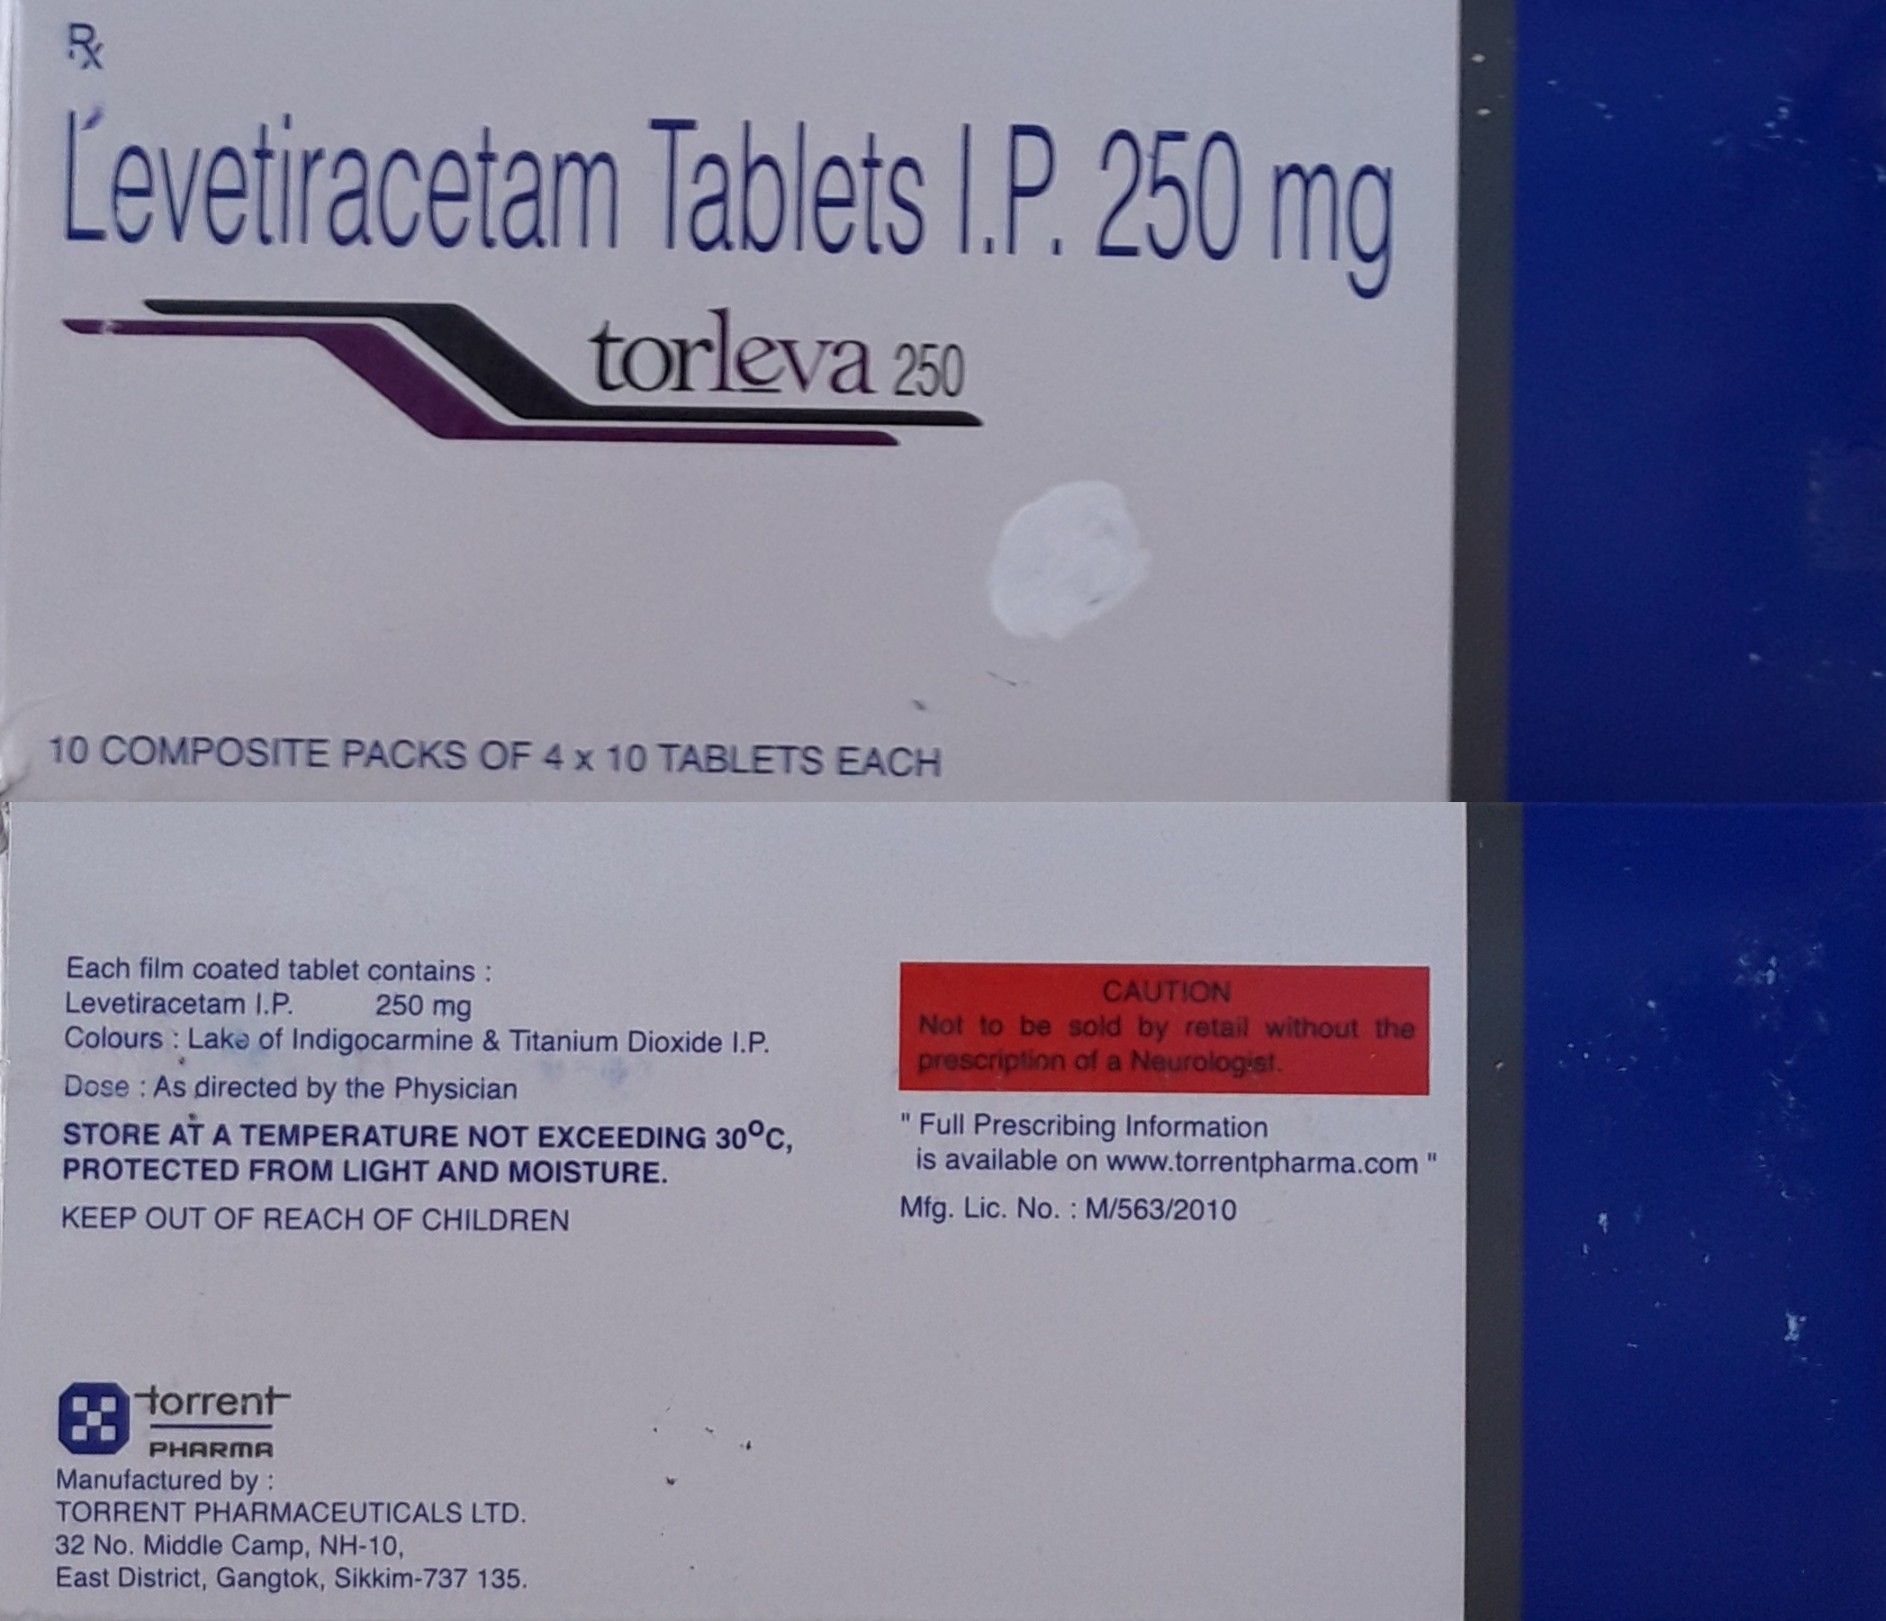 Rx
Levetiracetam Tablets I.P. 250 mg
torleva 250
10 COMPOSITE PACKS OF 4 x 10 TABLETS EACH
Each film coated tablet contains :
Levetiracetam I.P. 250 mg
Colours : Lake of Indigocarmine & Titanium Dioxide I.P.
Dose : As directed by the Physician
STORE AT A TEMPERATURE NOT EXCEEDING 30°C,
PROTECTED FROM LIGHT AND MOISTURE.
KEEP OUT OF REACH OF CHILDREN
CAUTION
Not to be sold by retail without the
prescription of a Neurologist.
" Full Prescribing Information
is available on www.torrentpharma.com "
Mfg. Lic. No. : M/563/2010
torrent
PHARMA
Manufactured by :
TORRENT PHARMACEUTICALS LTD.
32 No. Middle Camp, NH-10,
East District, Gangtok, Sikkim-737 135.